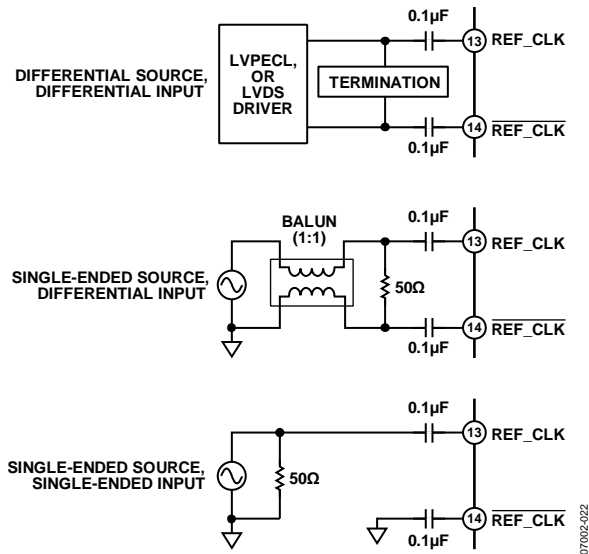 DIFFERENTIAL SOURCE,
DIFFERENTIAL INPUT
LVPECL,
OR
LVDS
DRIVER
TERMINATION
0.1µF
13
REF_CLK
14
REF_CLK
0.1µF
SINGLE-ENDED SOURCE,
DIFFERENTIAL INPUT
BALUN
(1:1)
50Ω
0.1µF
13
REF_CLK
14
REF_CLK
0.1µF
SINGLE-ENDED SOURCE,
SINGLE-ENDED INPUT
50Ω
0.1µF
13
REF_CLK
14
REF_CLK
0.1µF
07002-022